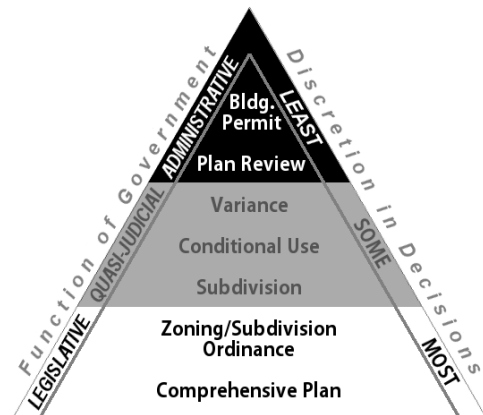 Function of Government
Discretion in Decisions
ADMINISTRATIVE
LEAST
Bldg.
Permit
Plan Review
QUASI-JUDICIAL
SOME
Variance
Conditional Use
Subdivision
LEGISLATIVE
MOST
Zoning/Subdivision
Ordinance
Comprehensive Plan